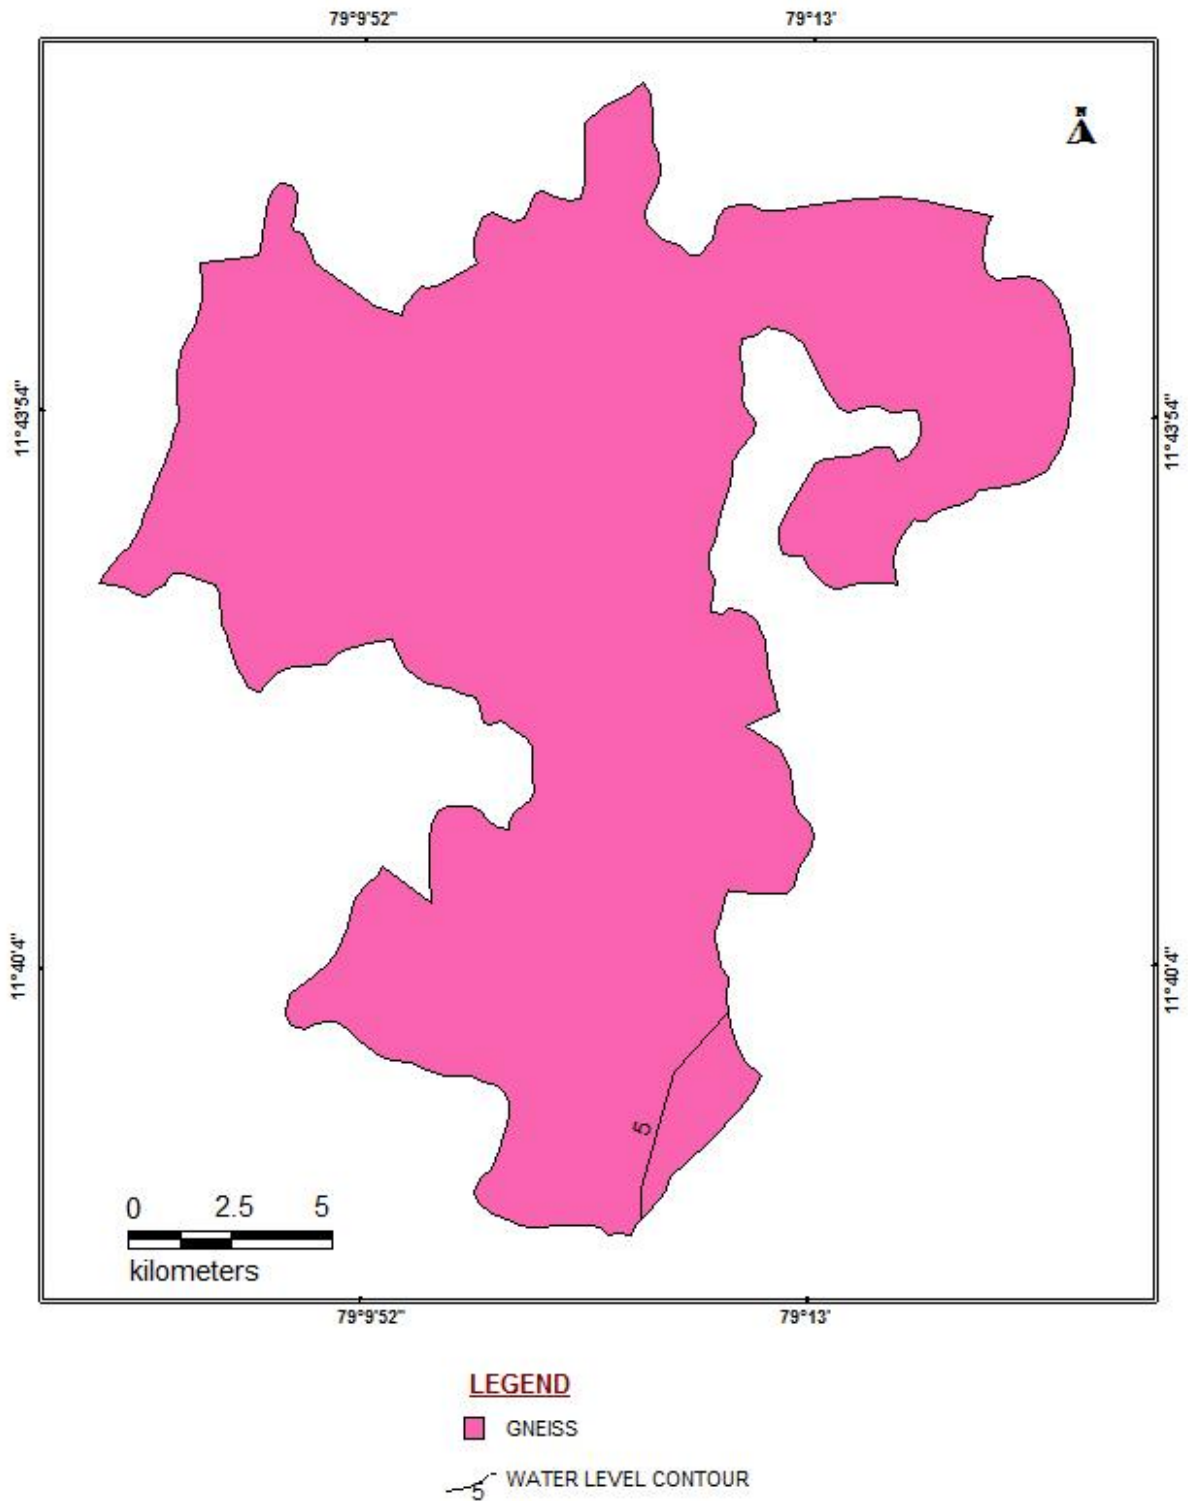 79°9'52" 79°13'
N
11°43'54" 11°43'54"
11°40'4" 11°40'4"
5
0 2.5 5
kilometers
79°9'52" 79°13'
LEGEND
GNEISS
WATER LEVEL CONTOUR
5